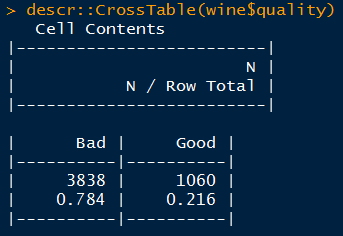 > descr::CrossTable(wine$quality)
   Cell Contents
|-------------------------|
|                       N |
|           N / Row Total |
|-------------------------|

|      Bad |     Good |
|----------|----------|
|     3838 |     1060 |
|    0.784 |    0.216 |
|----------|----------|